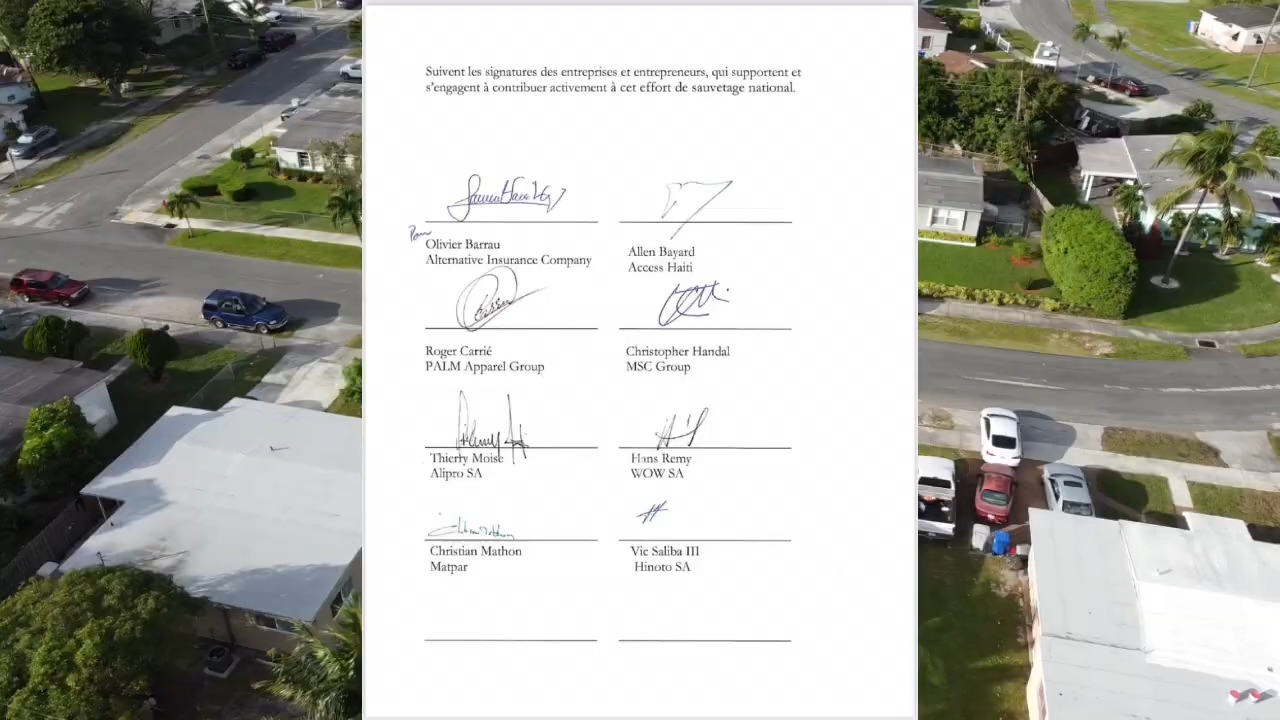 Suivent les signatures des entreprises et entrepreneurs, qui supportent et
s'engagent à contribuer activement à cet effort de sauvetage national.
Pour
Olivier Barrau
Alternative Insurance Company
Allen Bayard
Access Haiti
Roger Carrié
PALM Apparel Group
Christopher Handal
MSC Group
Thierry Moise
Alipro SA
Hans Remy
WOW SA
Christian Mathon
Matpar
Vic Saliba III
Hinoto SA